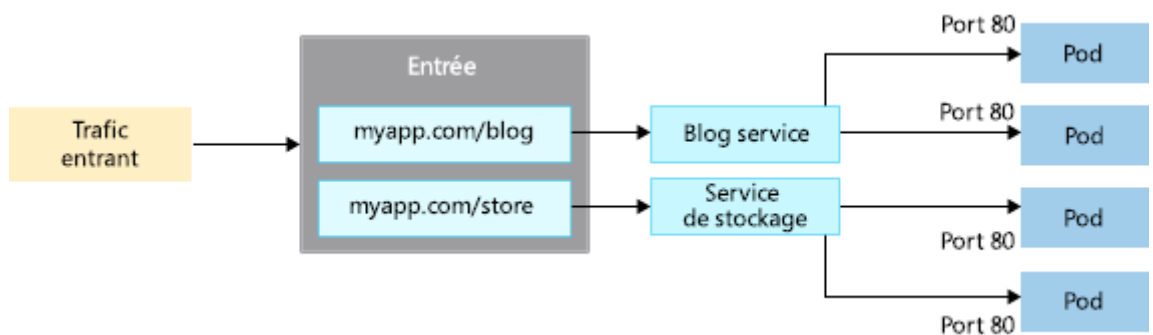 Trafic
entrant
Entrée
myapp.com/blog
myapp.com/store
Blog service
Service
de stockage
Port 80
Pod
Port 80
Pod
Pod
Port 80
Pod
Port 80